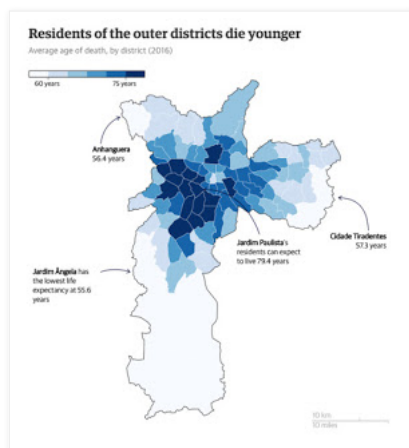 Residents of the outer districts die younger
Average age of death, by district (2016)
60 years
75 years
Anhanguera
56.4 years
Cidade Tiradentes
57.3 years
Jardim Paulista's
residents can expect
to live 79.4 years
Jardim Ângela has
the lowest life
expectancy at 55.6
years
10 km
10 miles